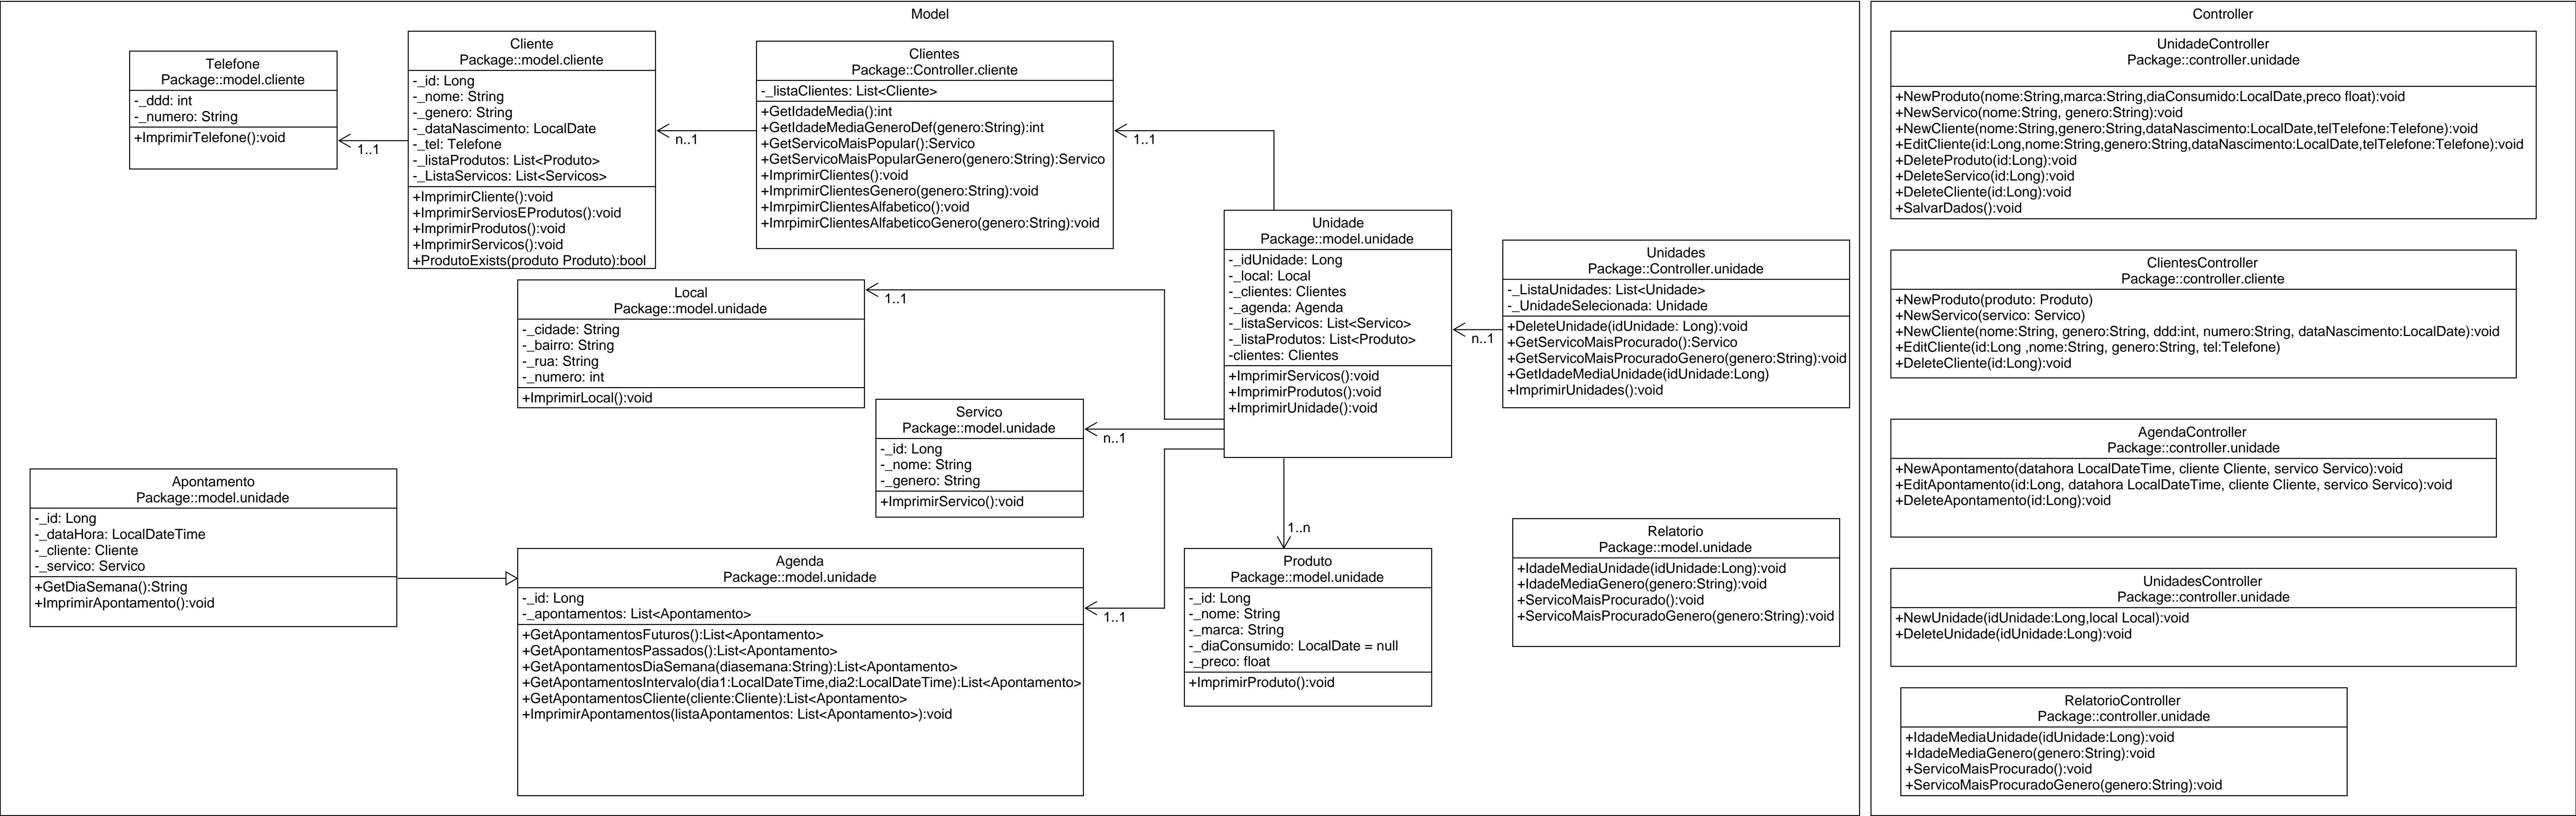 Model
Telefone
Package::model.cliente
-_ddd: int
-_numero: String
+ImprimirTelefone():void
1..1
Cliente
Package::model.cliente
-_id: Long
-_nome: String
-_genero: String
-_dataNascimento: LocalDate
-_tel: Telefone
-_listaProdutos: List<Produto>
-_ListaServicos: List<Servicos>
+ImprimirCliente():void
+ImprimirServiosEProdutos():void
+ImprimirProdutos():void
+ImprimirServicos():void
+ProdutoExists(produto Produto):bool
n..1
Clientes
Package::Controller.cliente
-_listaClientes: List<Cliente>
+GetIdadeMedia():int
+GetIdadeMediaGeneroDef(genero:String):int
+GetServicoMaisPopular():Servico
+GetServicoMaisPopularGenero(genero:String):Servico
+ImprimirClientes():void
+ImprimirClientesGenero(genero:String):void
+ImrpimirClientesAlfabetico():void
+ImrpimirClientesAlfabeticoGenero(genero:String):void
1..1
Unidade
Package::model.unidade
-_idUnidade: Long
-_local: Local
-_clientes: Clientes
-_agenda: Agenda
-_listaServicos: List<Servico>
-_listaProdutos: List<Produto>
-clientes: Clientes
+ImprimirServicos():void
+ImprimirProdutos():void
+ImprimirUnidade():void
n..1
Unidades
Package::Controller.unidade
-_ListaUnidades: List<Unidade>
-_UnidadeSelecionada: Unidade
+DeleteUnidade(idUnidade: Long):void
+GetServicoMaisProcurado():Servico
+GetServicoMaisProcuradoGenero(genero:String):void
+GetIdadeMediaUnidade(idUnidade:Long)
+ImprimirUnidades():void
Local
Package::model.unidade
-_cidade: String
-_bairro: String
-_rua: String
-_numero: int
+ImprimirLocal():void
1..1
Servico
Package::model.unidade
-_id: Long
-_nome: String
-_genero: String
+ImprimirServico():void
n..1
Apontamento
Package::model.unidade
-_id: Long
-_dataHora: LocalDateTime
-_cliente: Cliente
-_servico: Servico
+GetDiaSemana():String
+ImprimirApontamento():void
Agenda
Package::model.unidade
-_id: Long
-_apontamentos: List<Apontamento>
+GetApontamentosFuturos():List<Apontamento>
+GetApontamentosPassados():List<Apontamento>
+GetApontamentosDiaSemana(diasemana:String):List<Apontamento>
+GetApontamentosIntervalo(dia1:LocalDateTime,dia2:LocalDateTime):List<Apontamento>
+GetApontamentosCliente(cliente:Cliente):List<Apontamento>
+ImprimirApontamentos(listaApontamentos: List<Apontamento>):void
1..1
1..n
Produto
Package::model.unidade
-_id: Long
-_nome: String
-_marca: String
-_diaConsumido: LocalDate = null
-_preco: float
+ImprimirProduto():void
Relatorio
Package::model.unidade
+IdadeMediaUnidade(idUnidade:Long):void
+IdadeMediaGenero(genero:String):void
+ServicoMaisProcurado():void
+ServicoMaisProcuradoGenero(genero:String):void
Controller
UnidadeController
Package::controller.unidade
+NewProduto(nome:String,marca:String,diaConsumido:LocalDate,preco float):void
+NewServico(nome:String, genero:String):void
+NewCliente(nome:String,genero:String,dataNascimento:LocalDate,telTelefone:Telefone):void
+EditCliente(id:Long,nome:String,genero:String,dataNascimento:LocalDate,telTelefone:Telefone):void
+DeleteProduto(id:Long):void
+DeleteServico(id:Long):void
+DeleteCliente(id:Long):void
+SalvarDados():void
ClientesController
Package::controller.cliente
+NewProduto(produto: Produto)
+NewServico(servico: Servico)
+NewCliente(nome:String, genero:String, ddd:int, numero:String, dataNascimento:LocalDate):void
+EditCliente(id:Long ,nome:String, genero:String, tel:Telefone)
+DeleteCliente(id:Long):void
AgendaController
Package::controller.unidade
+NewApontamento(datahora LocalDateTime, cliente Cliente, servico Servico):void
+EditApontamento(id:Long, datahora LocalDateTime, cliente Cliente, servico Servico):void
+DeleteApontamento(id:Long):void
UnidadesController
Package::controller.unidade
+NewUnidade(idUnidade:Long,local Local):void
+DeleteUnidade(idUnidade:Long):void
RelatorioController
Package::controller.unidade
+IdadeMediaUnidade(idUnidade:Long):void
+IdadeMediaGenero(genero:String):void
+ServicoMaisProcurado():void
+ServicoMaisProcuradoGenero(genero:String):void